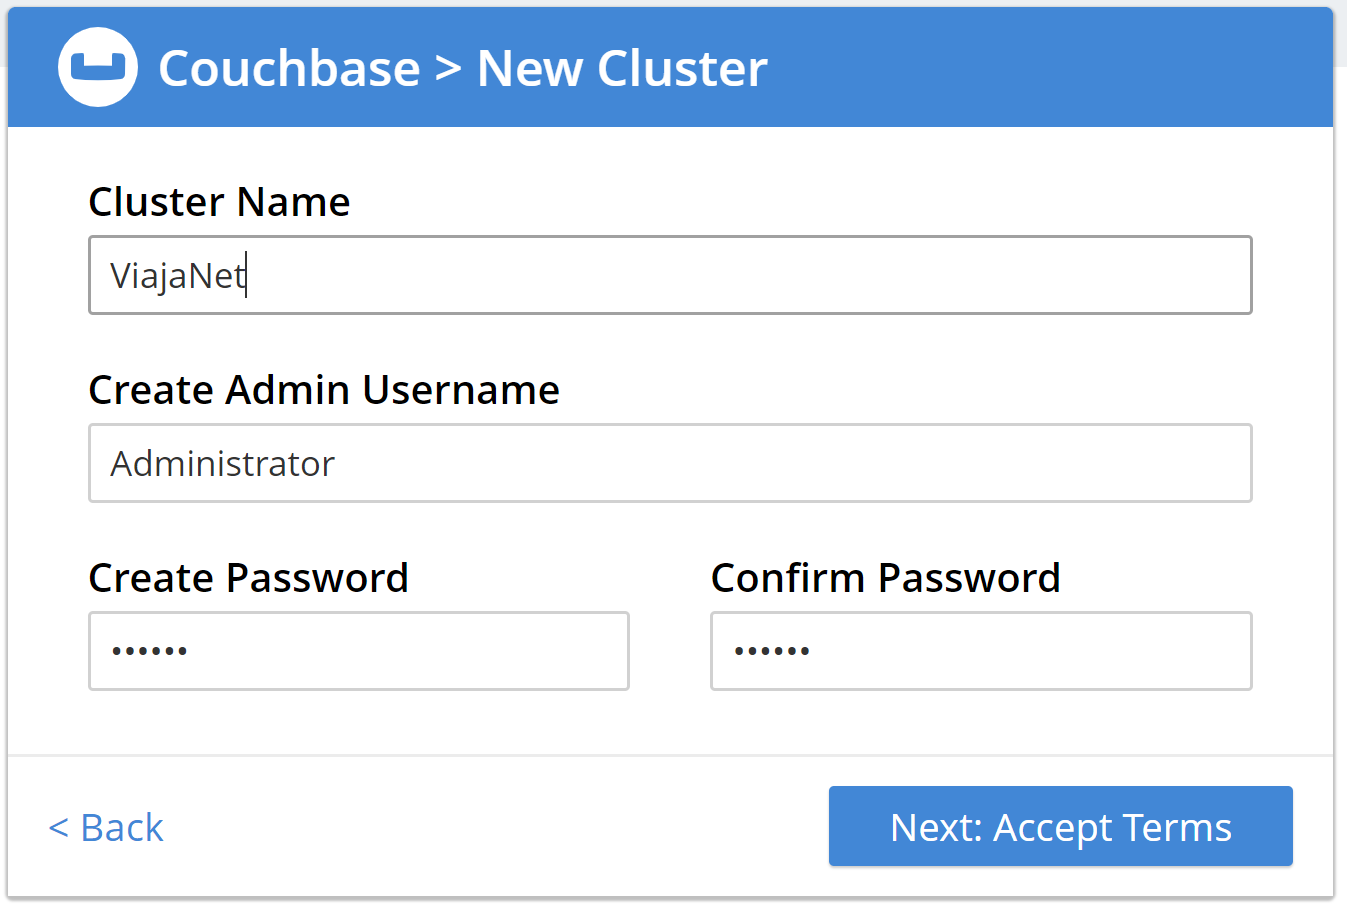 Couchbase > New Cluster
Cluster Name
ViajaNet
Create Admin Username
Administrator
Create Password
Confirm Password
••••••
••••••
< Back
Next: Accept Terms